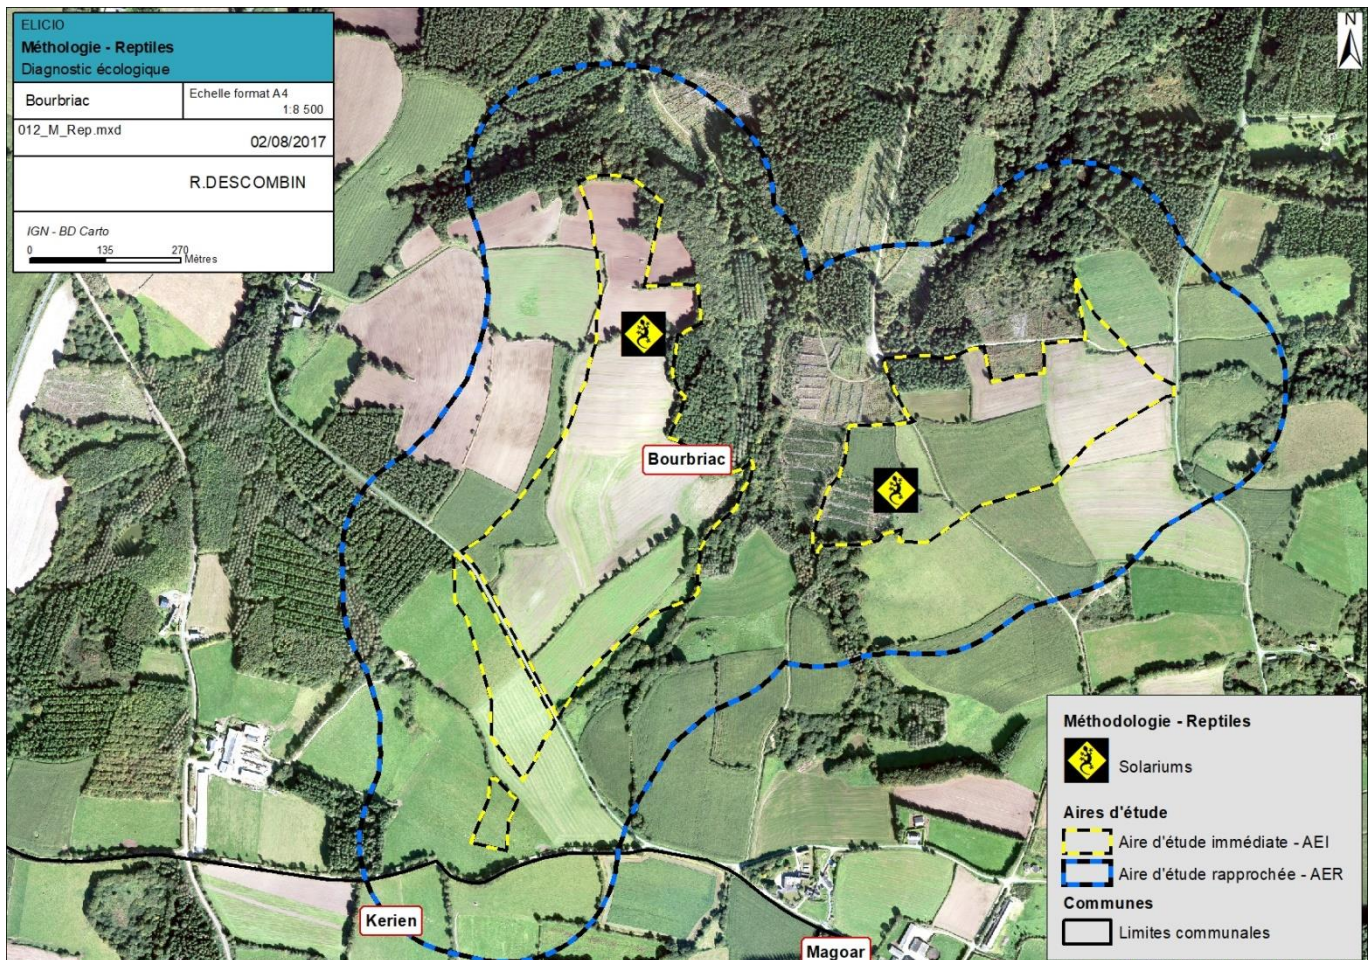 ELICIO
Méthologie - Reptiles
Diagnostic écologique
Bourbriac
Echelle format A4
1:8 500
012_M_Rep.mxd
02/08/2017
R.DESCOMBIN
IGN - BD Carto
0 135 270
Mètres
N
Bourbriac
Kerien
Magoar
Méthodologie - Reptiles
Solariums
Aires d'étude
Aire d'étude immédiate - AEI
Aire d'étude rapprochée - AER
Communes
Limites communales